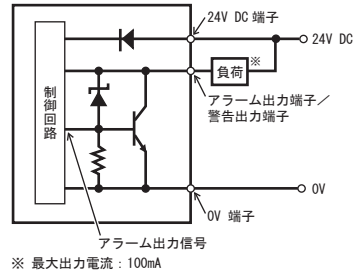 24V DC 端子
24V DC
負荷
※
アラーム出力端子／
警告出力端子
制御回路
0V
0V 端子
アラーム出力信号
※ 最大出力電流：100mA